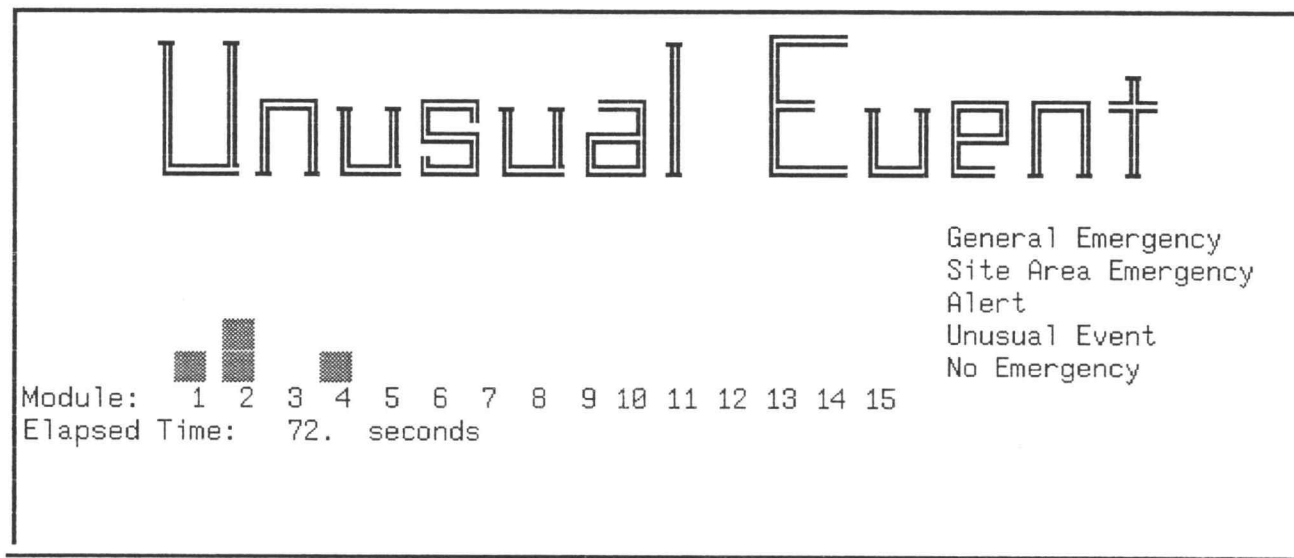 Unusual Event
General Emergency
Site Area Emergency
Alert
Unusual Event
No Emergency
Module: 1 2 3 4 5 6 7 8 9 10 11 12 13 14 15
Elapsed Time: 72. seconds